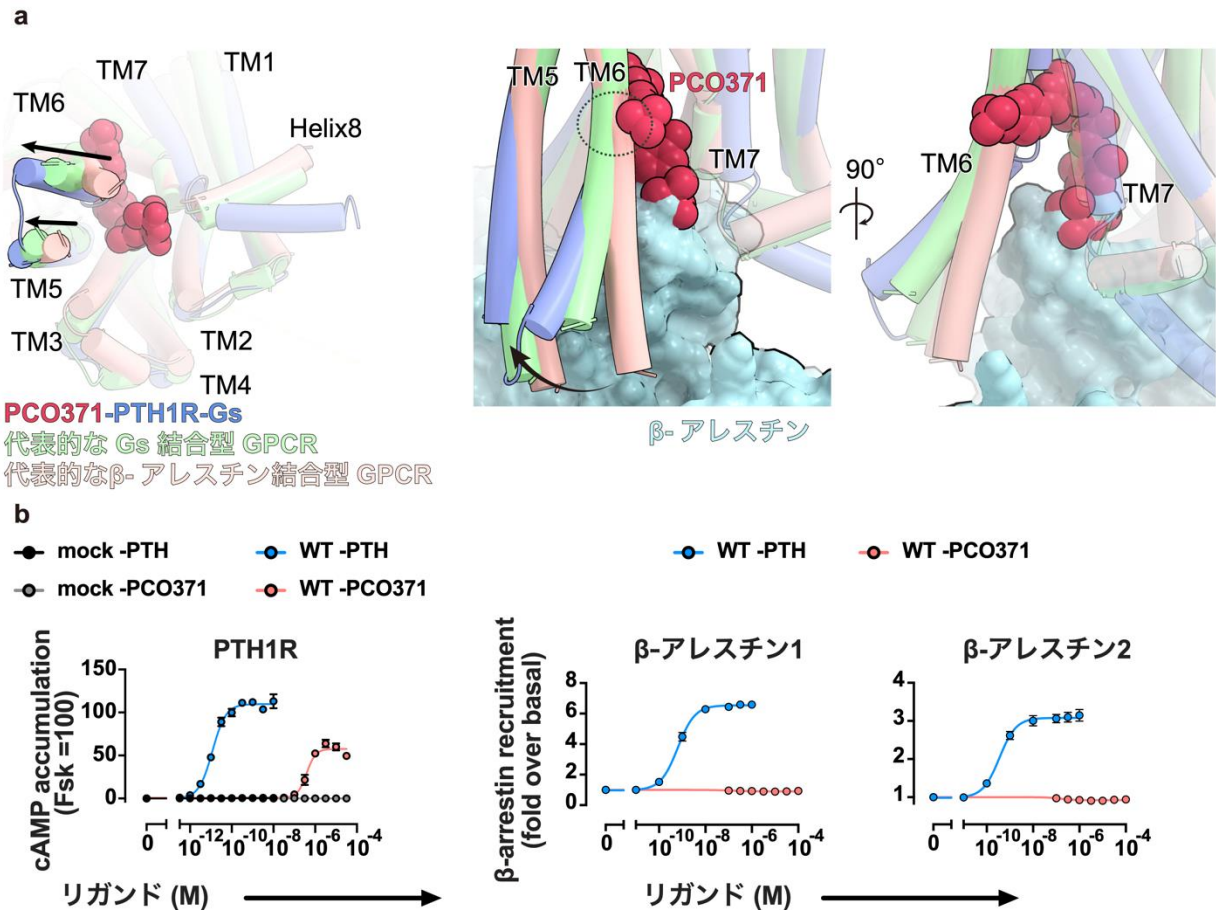 a
TM7
TM1
TM6
Helix8
TM5
TM3
TM2
TM4
PCO371-PTH1R-Gs
代表的な Gs 結合型 GPCR
代表的なβ- アレスチン結合型 GPCR
TM5
TM6
PCO371
TM7
β- アレスチン
90°
TM6
TM7
b
mock -PTH
WT -PTH
mock -PCO371
WT -PCO371
WT -PTH
WT -PCO371
PTH1R
cAMP accumulation
(Fsk =100)
150
100
50
0
0
10-12
10-10
10-8
10-6
10-4
リガンド (M)
β-アレスチン1
β-arrestin recruitment
(fold over basal)
8
6
4
2
0
0
10-10
10-8
10-6
10-4
リガンド (M)
β-アレスチン2
4
3
2
1
0
10-10
10-8
10-6
10-4